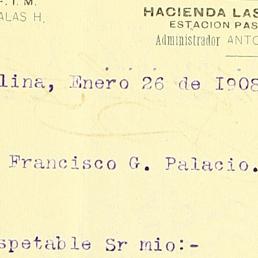 F. I. M.
ALAS H.
HACIENDA LAS
ESTACION PAS
Administrador ANTO
lina, Enero 26 de 1908
Francisco G. Palacio.
spetable Sr mio:-